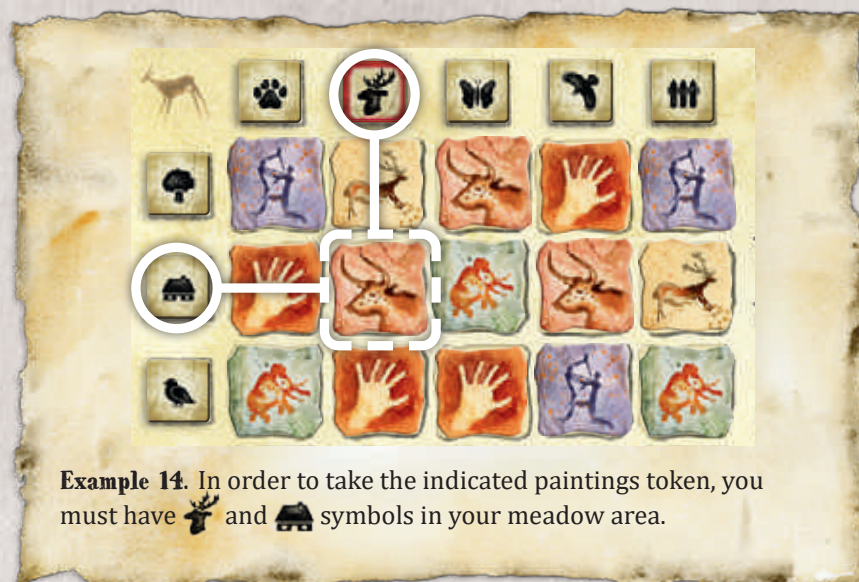 Example 14. In order to take the indicated paintings token, you
must have and symbols in your meadow area.